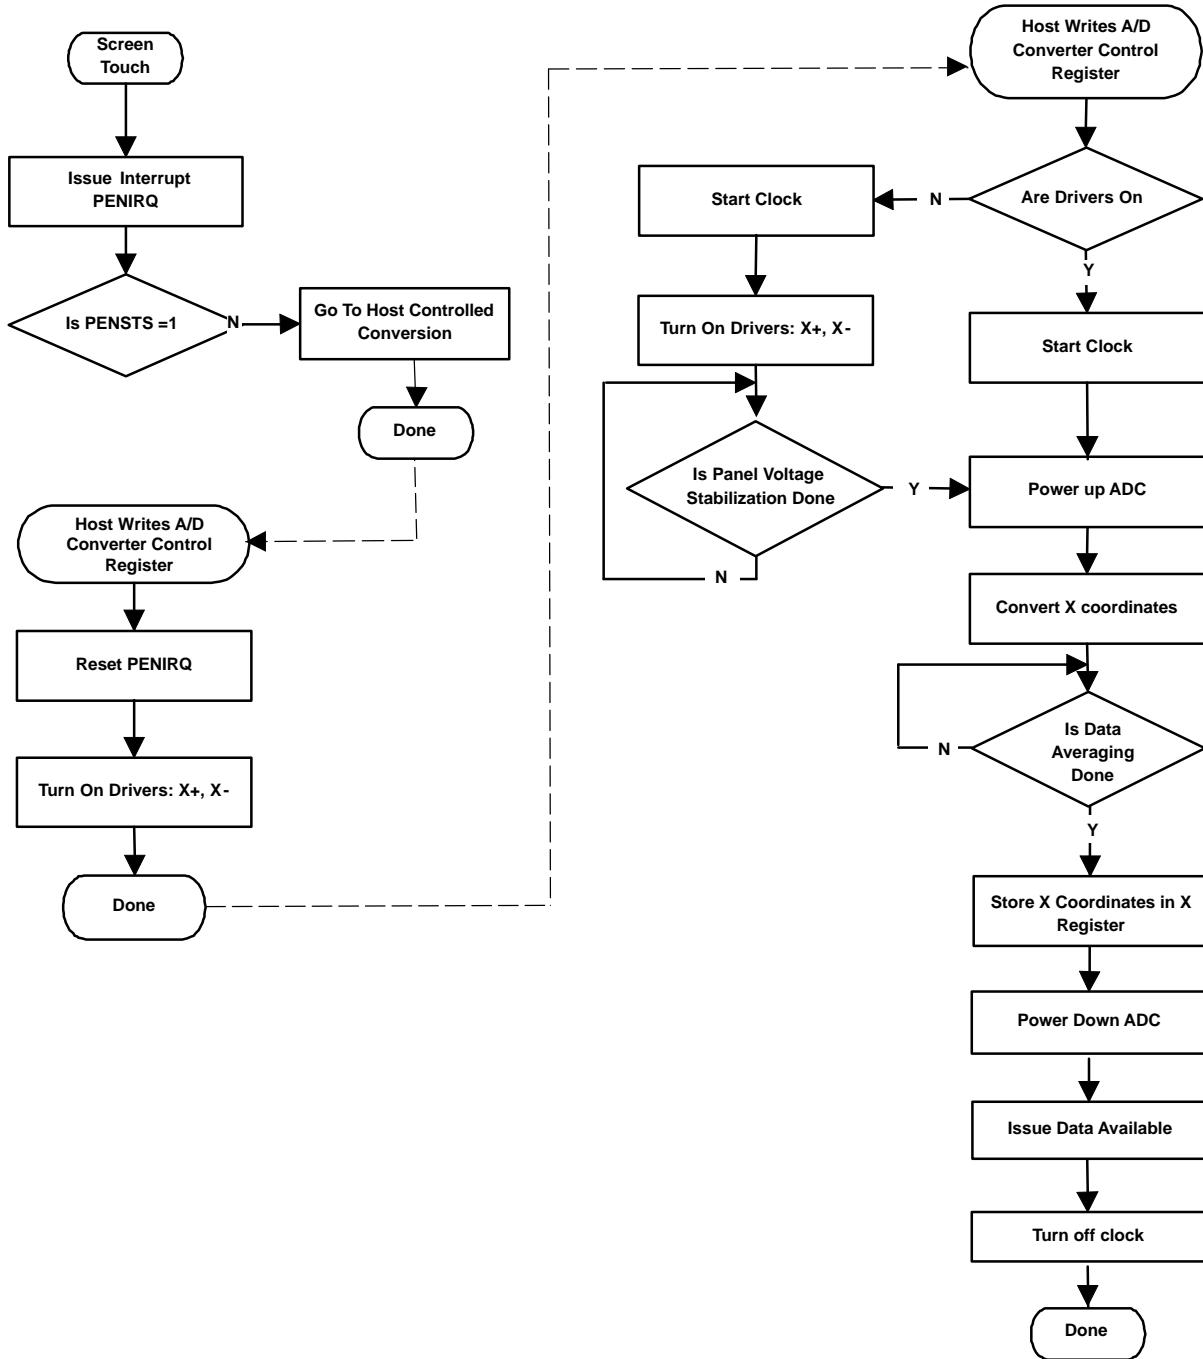 Screen
Touch
Issue Interrupt
PENIRQ
Is PENSTS =1
N
Go To Host Controlled
Conversion
Done
Host Writes A/D
Converter Control
Register
Reset PENIRQ
Turn On Drivers: X+, X-
Done
Host Writes A/D
Converter Control
Register
Are Drivers On
N
Y
Start Clock
Turn On Drivers: X+, X-
Is Panel Voltage
Stabilization Done
Y
N
Start Clock
Power up ADC
Convert X coordinates
Is Data
Averaging
Done
N
Y
Store X Coordinates in X
Register
Power Down ADC
Issue Data Available
Turn off clock
Done